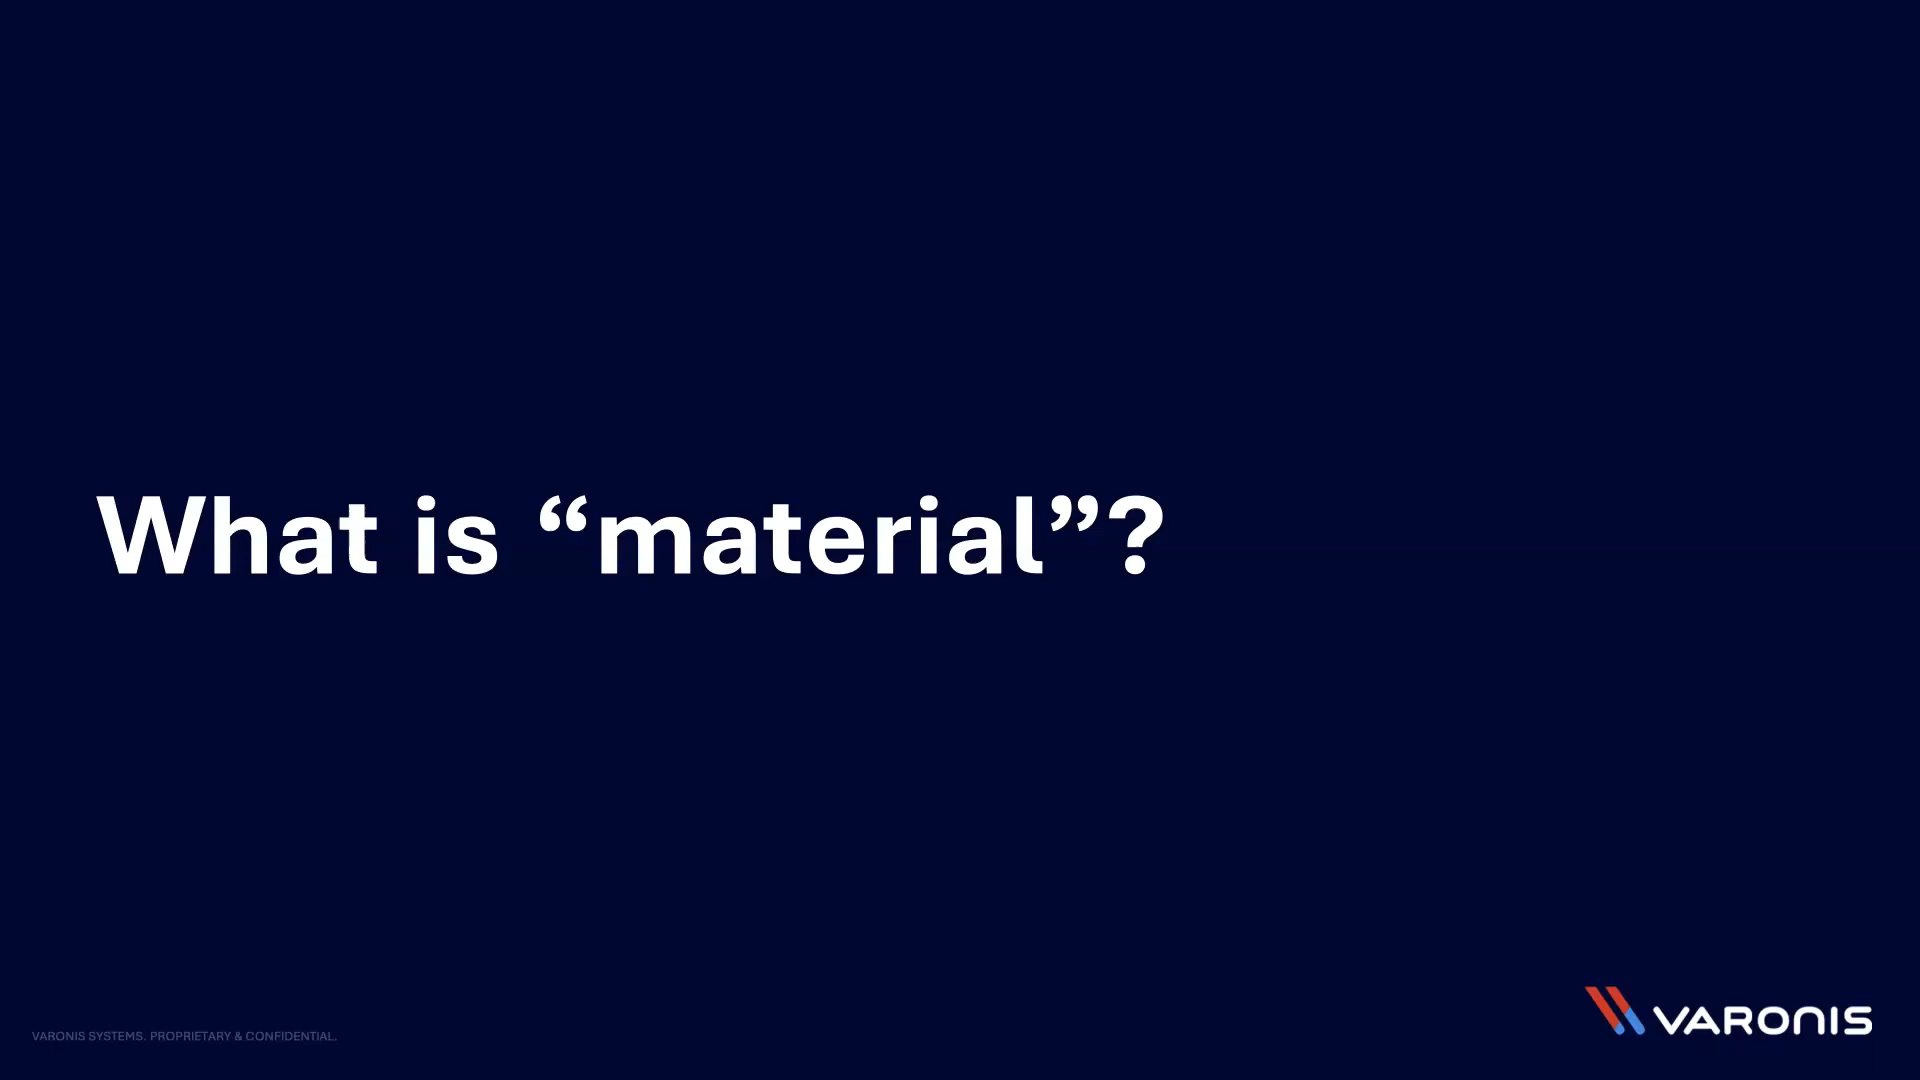 What is “material”?
VARONIS SYSTEMS. PROPRIETARY & CONFIDENTIAL.
VARONIS